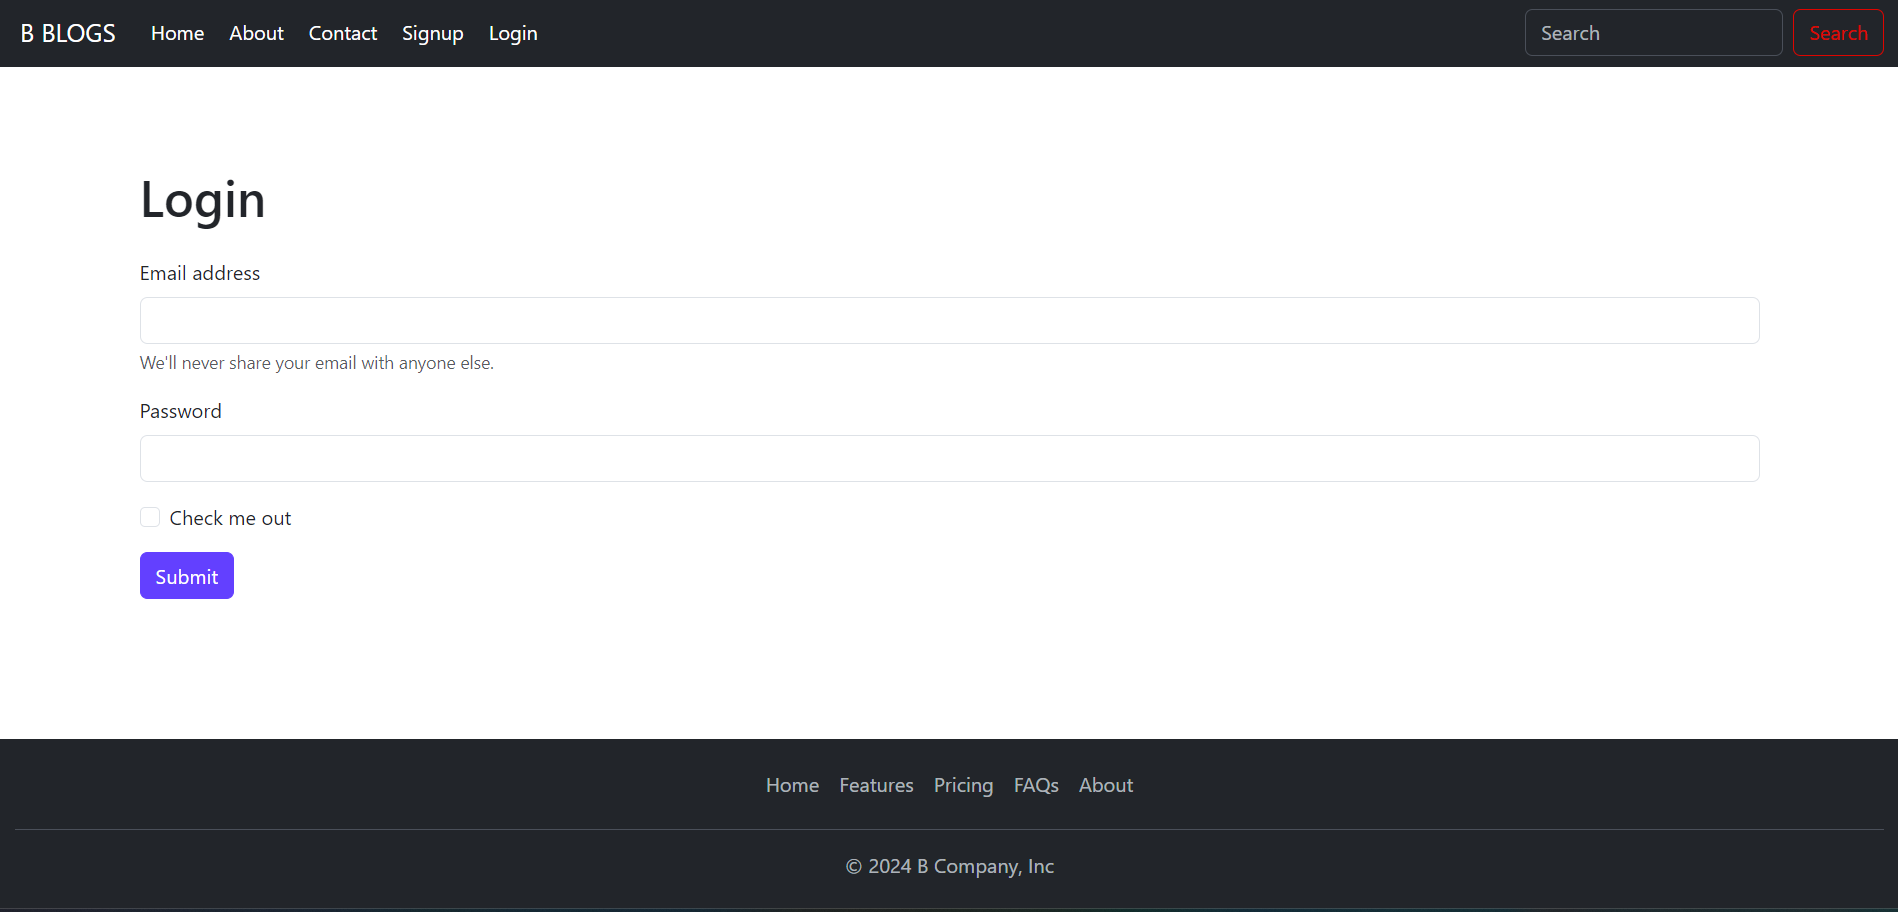 B BLOGS Home About Contact Signup Login Search Search
Login
Email address
We'll never share your email with anyone else.
Password
Check me out
Submit
Home Features Pricing FAQs About
© 2024 B Company, Inc